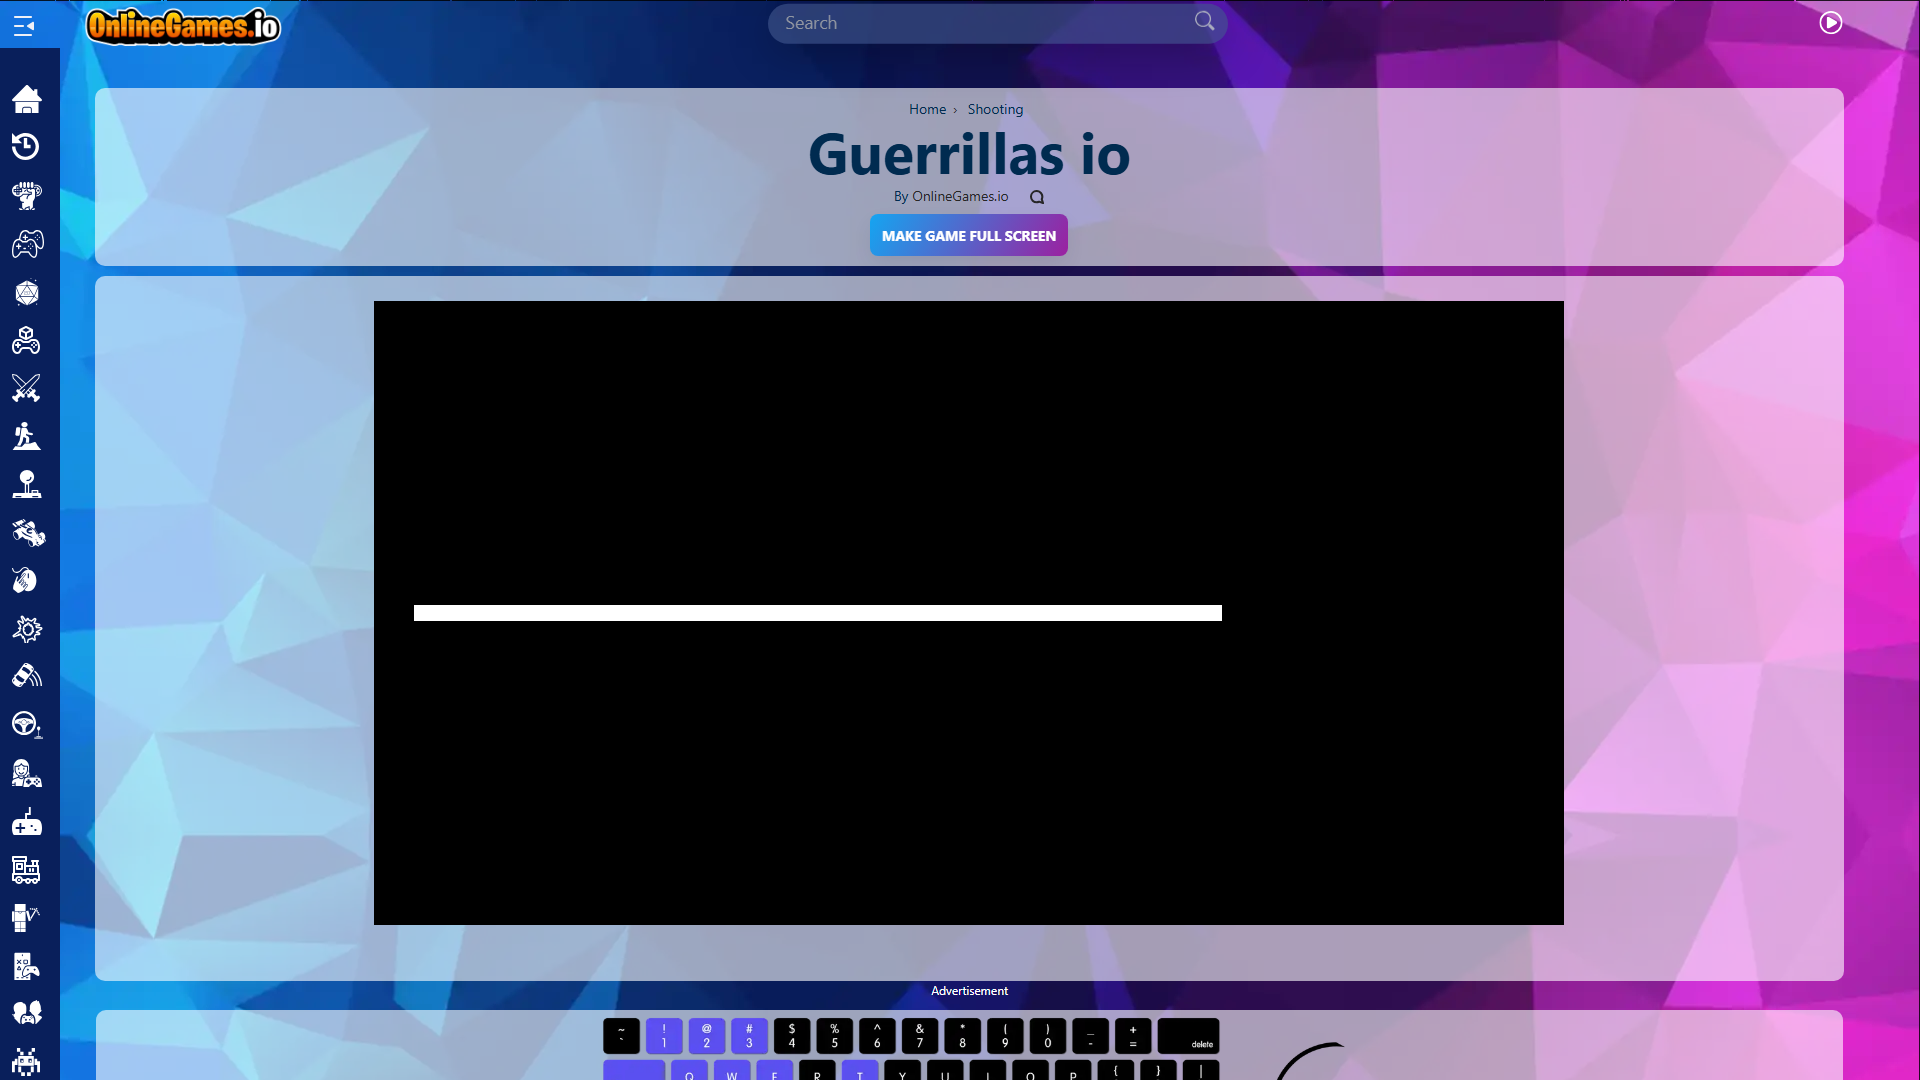 OnlineGames.io
Search
Home › Shooting
Guerrillas io
By OnlineGames.io
MAKE GAME FULL SCREEN
Advertisement
~ ! @ # $ % ^ & * ( ) _ +
` 1 2 3 4 5 6 7 8 9 0 - = delete
Q W E R T Y U I O P { } |